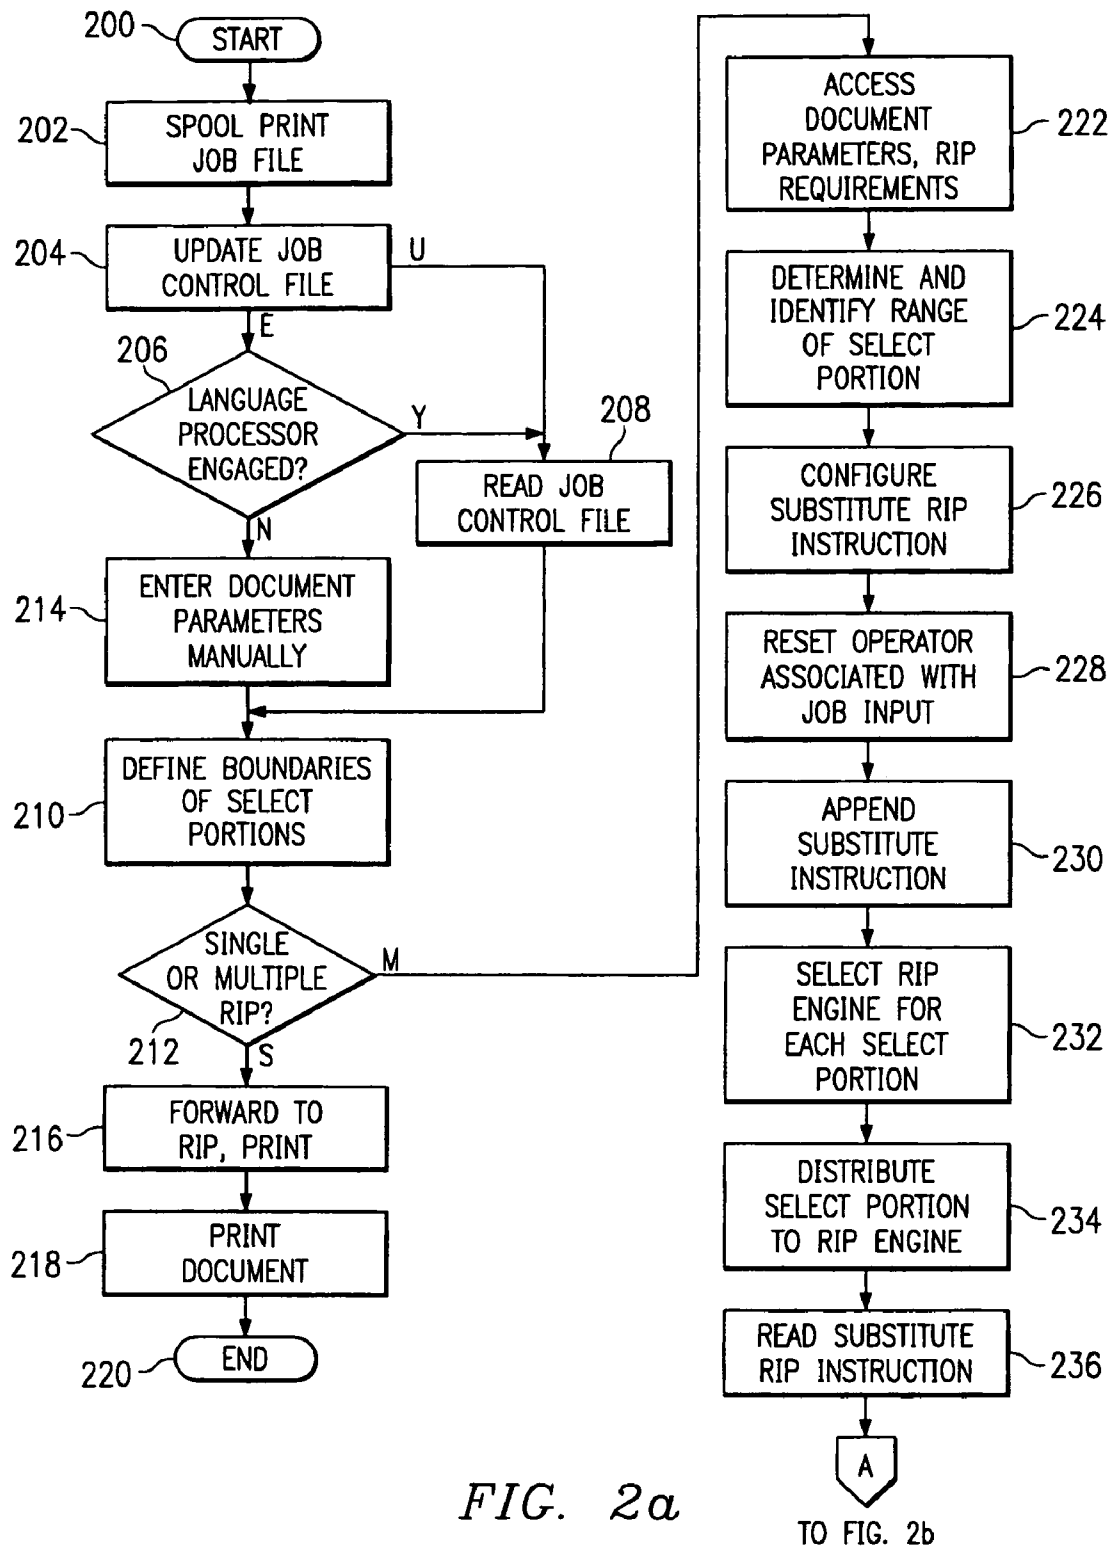 200
START
202
SPOOL PRINT
JOB FILE
204
UPDATE JOB
CONTROL FILE
U
E
206
LANGUAGE
PROCESSOR
ENGAGED?
Y
N
208
READ JOB
CONTROL FILE
214
ENTER DOCUMENT
PARAMETERS
MANUALLY
210
DEFINE BOUNDARIES
OF SELECT
PORTIONS
SINGLE
OR MULTIPLE
RIP?
M
212
S
216
FORWARD TO
RIP, PRINT
218
PRINT
DOCUMENT
220
END
ACCESS
DOCUMENT
PARAMETERS, RIP
REQUIREMENTS
222
DETERMINE AND
IDENTIFY RANGE
OF SELECT
PORTION
224
CONFIGURE
SUBSTITUTE RIP
INSTRUCTION
226
RESET OPERATOR
ASSOCIATED WITH
JOB INPUT
228
APPEND
SUBSTITUTE
INSTRUCTION
230
SELECT RIP
ENGINE FOR
EACH SELECT
PORTION
232
DISTRIBUTE
SELECT PORTION
TO RIP ENGINE
234
READ SUBSTITUTE
RIP INSTRUCTION
236
A
TO FIG. 2b
FIG. 2a